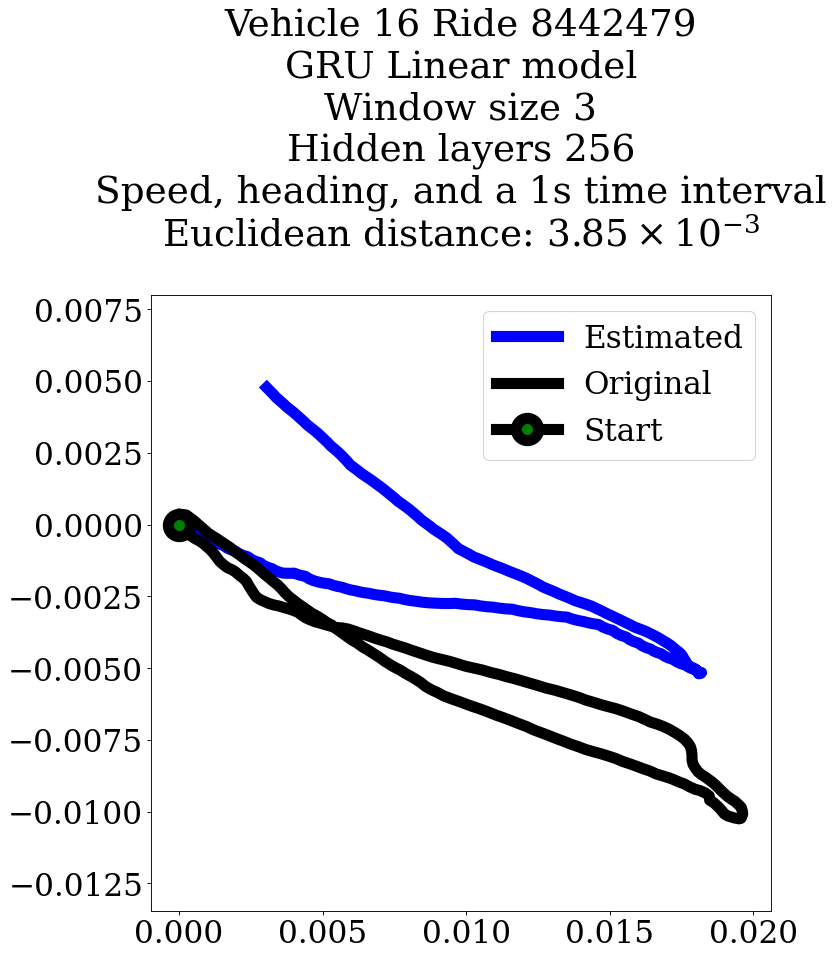 Vehicle 16 Ride 8442479
GRU Linear model
Window size 3
Hidden layers 256
Speed, heading, and a 1s time interval
Euclidean distance: 3.85 × 10⁻³
0.0075
0.0050
0.0025
0.0000
−0.0025
−0.0050
−0.0075
−0.0100
−0.0125
Estimated
Original
Start
0.000 0.005 0.010 0.015 0.020